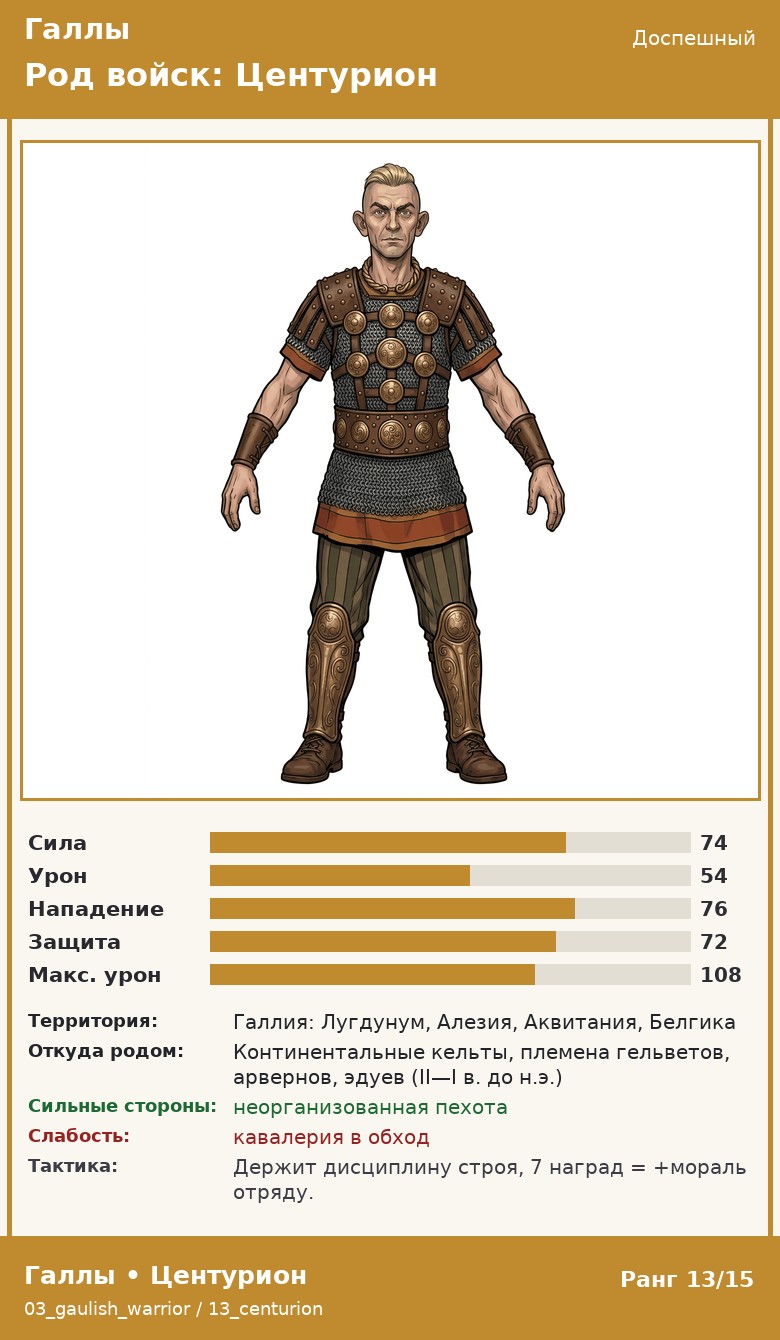 Галлы
Доспешный
Род войск: Центурион
Сила 74
Урон 54
Нападение 76
Защита 72
Макс. урон 108
Территория: Галлия: Лугдунум, Алезия, Аквитания, Белгика
Откуда родом: Континентальные кельты, племена гельветов,
арвернов, эдуев (II—I в. до н.э.)
Сильные стороны: неорганизованная пехота
Слабость: кавалерия в обход
Тактика: Держит дисциплину строя, 7 наград = +мораль
отряду.
Галлы • Центурион
Ранг 13/15
03_gaulish_warrior / 13_centurion